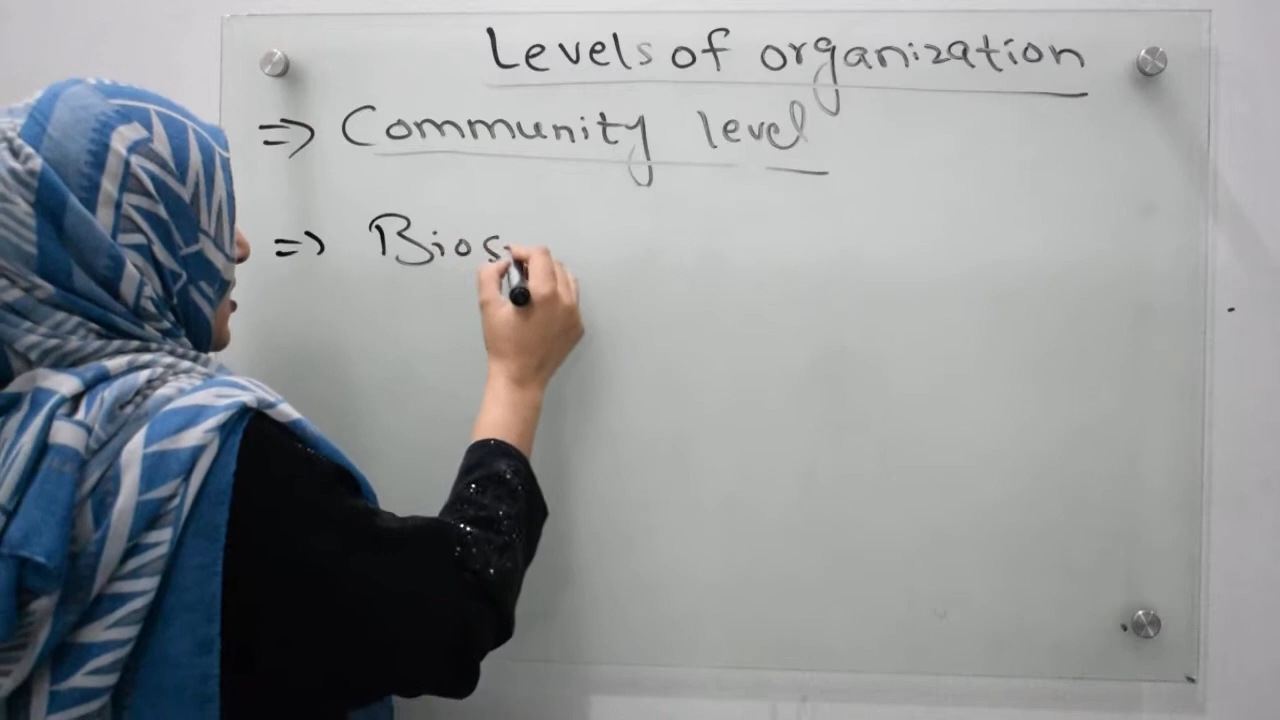 Levels of organization
=> Community level
=> Bios